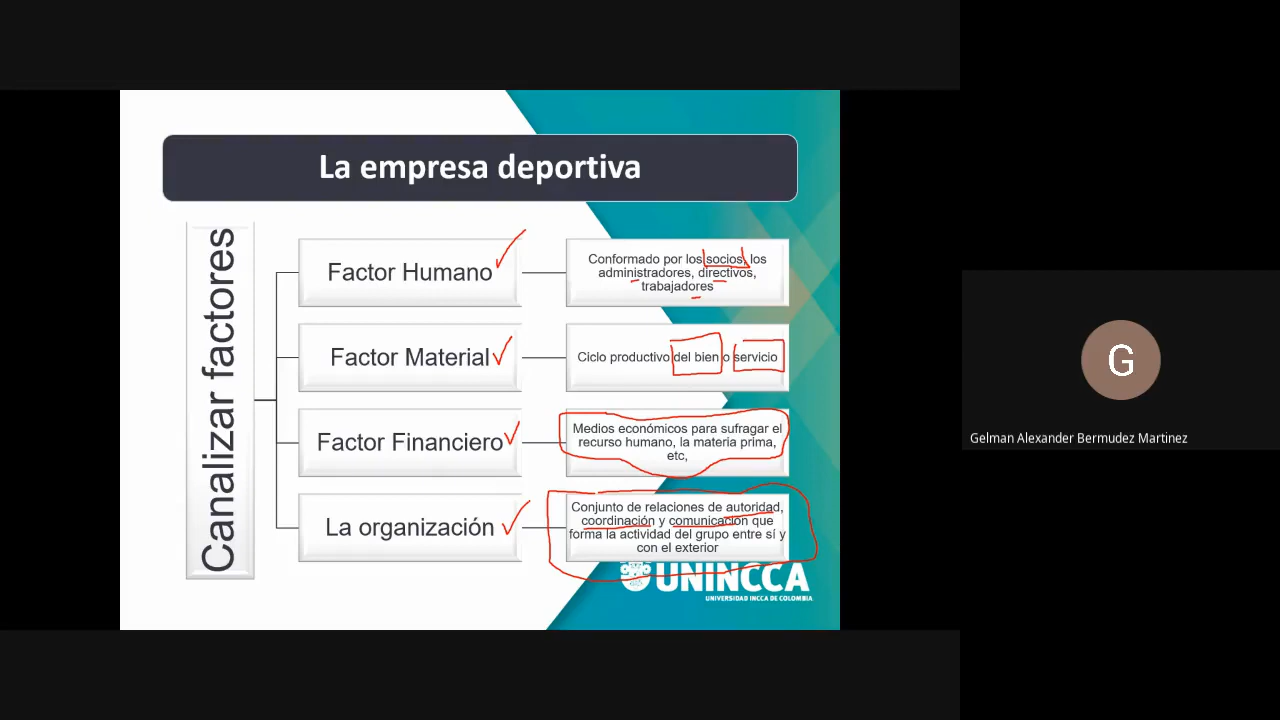 La empresa deportiva
Canalizar factores
Factor Humano
Conformado por los socios, los
administradores, directivos,
trabajadores
Factor Material
Ciclo productivo del bien o servicio
Factor Financiero
Medios económicos para sufragar el
recurso humano, la materia prima,
etc,
La organización
Conjunto de relaciones de autoridad,
coordinación y comunicación que
forma la actividad del grupo entre sí y
con el exterior
UNINCCA
UNIVERSIDAD INCCA DE COLOMBIA
G
Gelman Alexander Bermudez Martinez